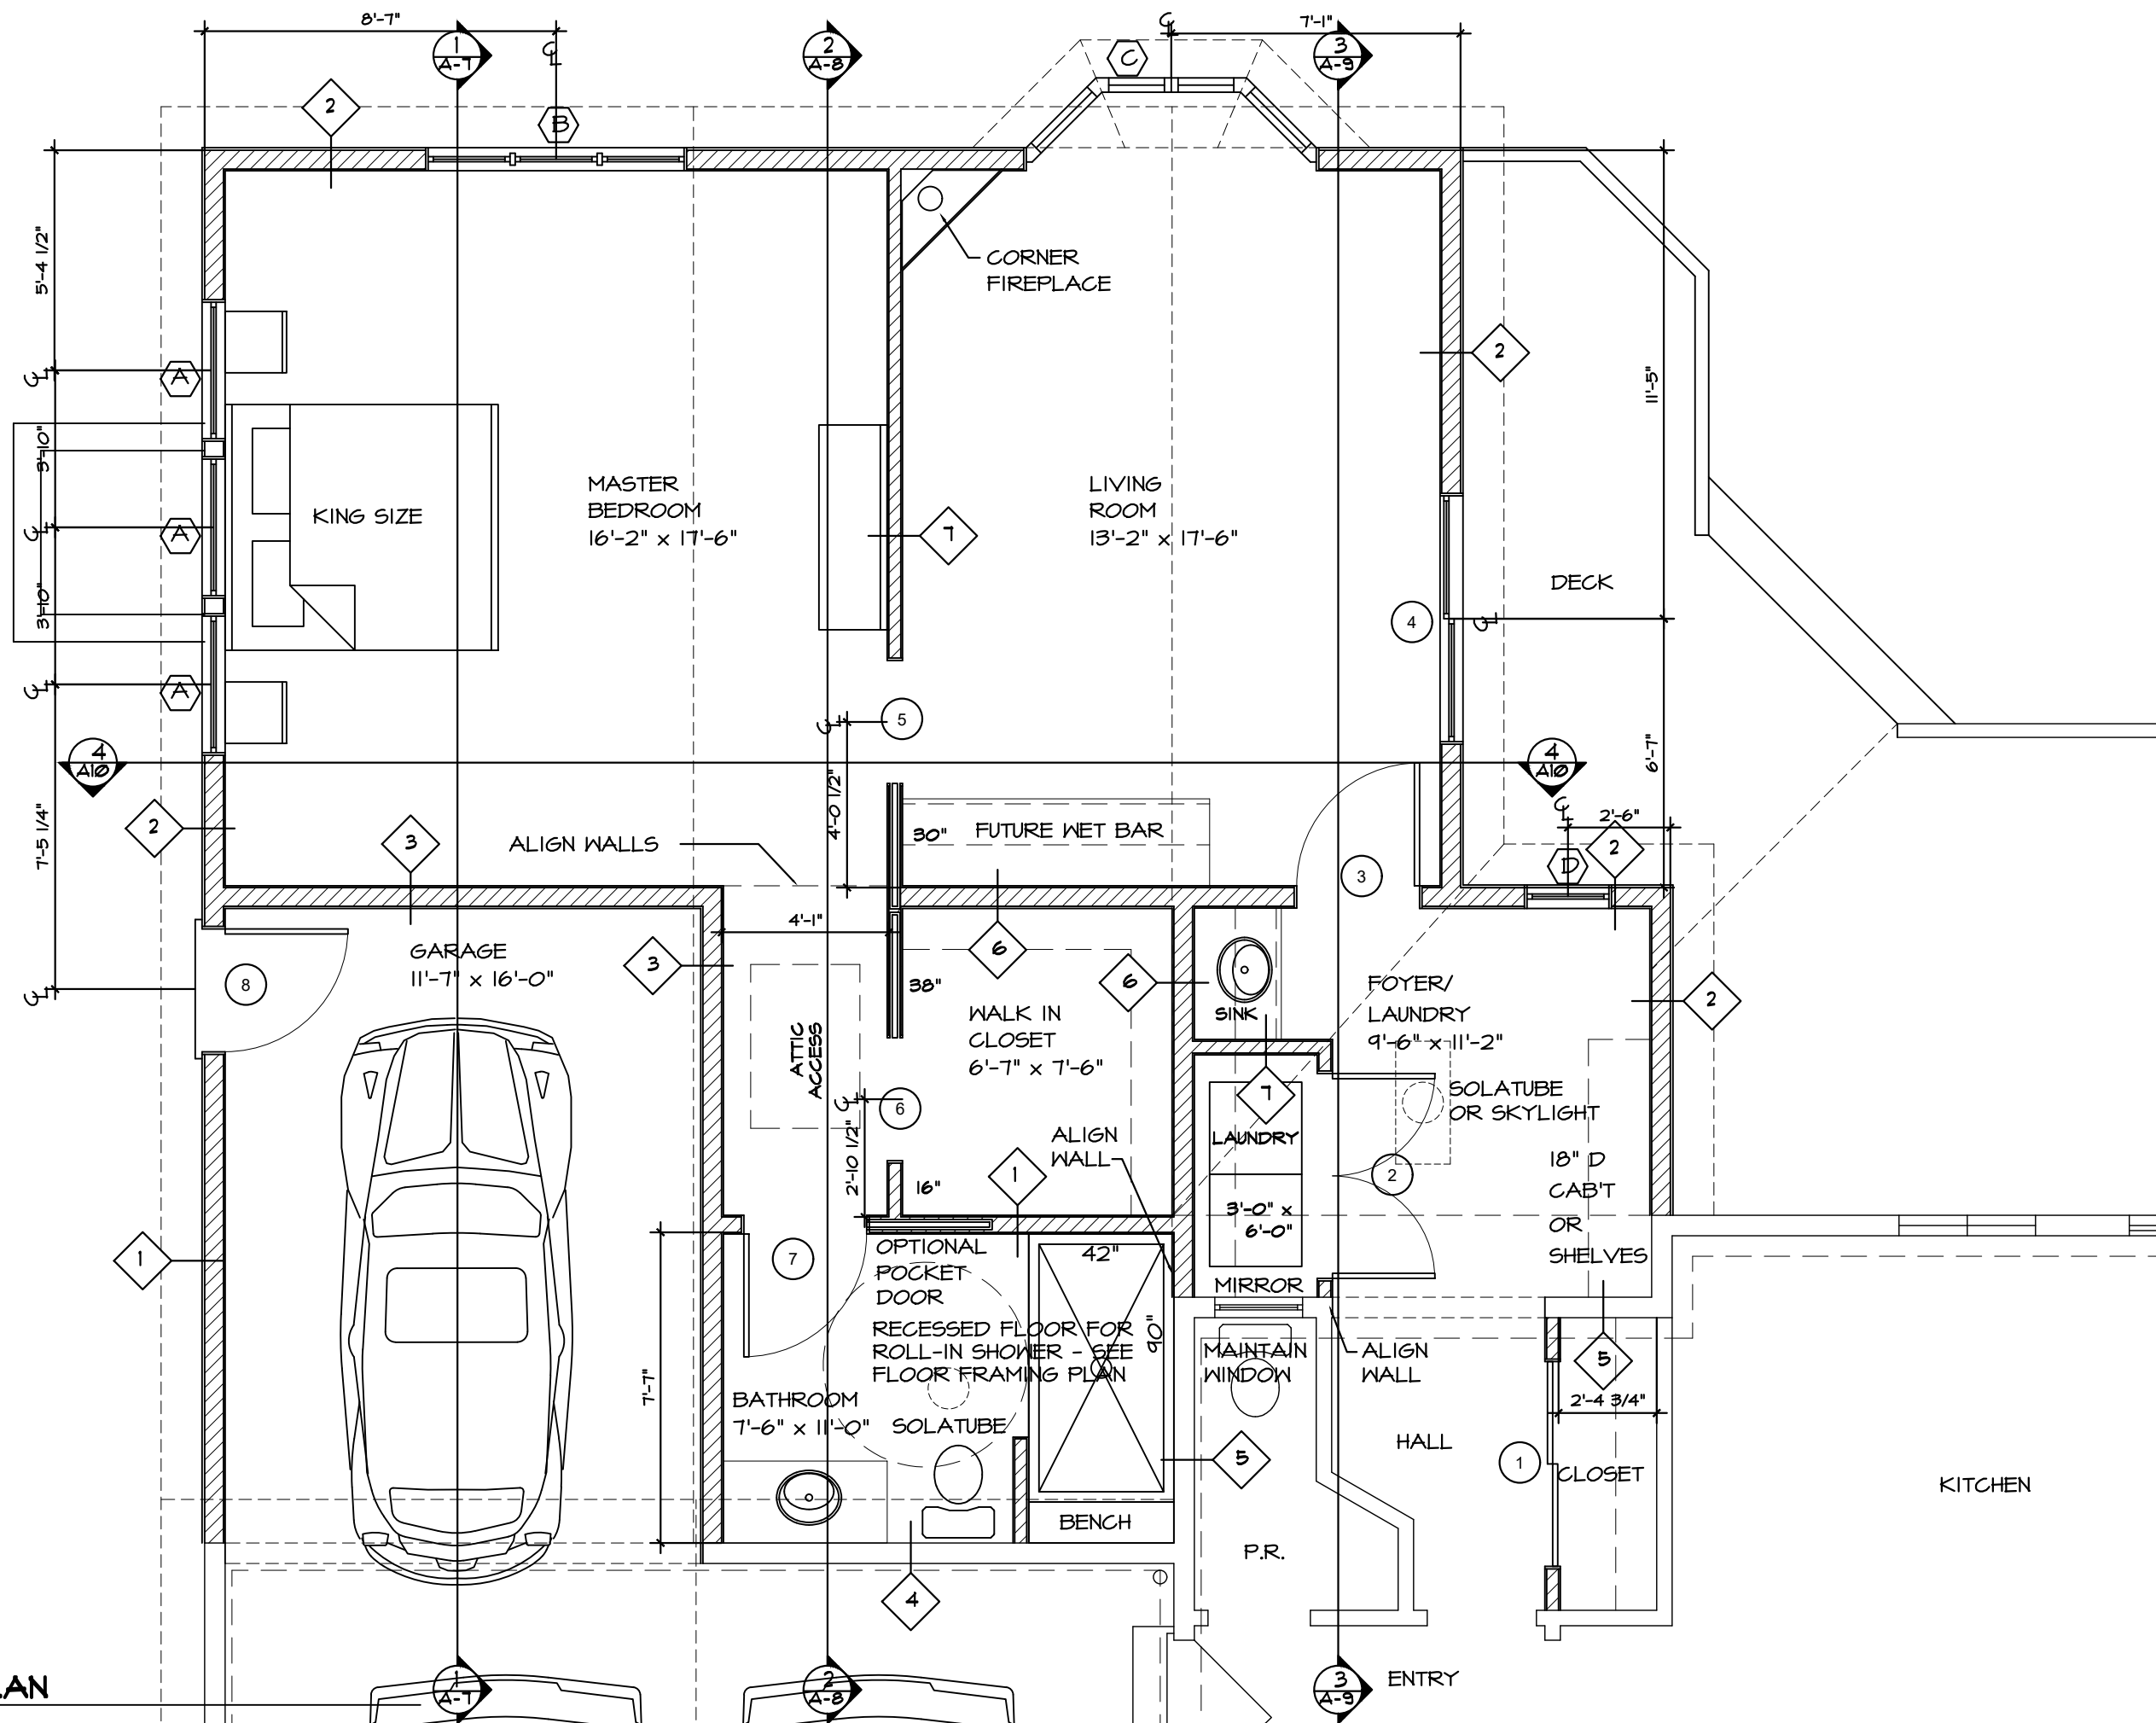 8'-7"
7'-1"
1
A-7
2
A-8
3
A-9
C
2
B
5'-4 1/2"
CORNER
FIREPLACE
2
11'-5"
A
3'-10"
MASTER
BEDROOM
16'-2" x 17'-6"
LIVING
ROOM
13'-2" x 17'-6"
KING SIZE
A
7
DECK
3'-10"
4
A
5
4
A10
4
A10
6'-7"
2
3
ALIGN WALLS
4'-0 1/2"
30"
FUTURE WET BAR
2'-6"
2
D
3
7'-5 1/4"
4'-1"
GARAGE
11'-7" x 16'-0"
3
8
6
6
38"
SINK
FOYER/
LAUNDRY
9'-6" x 11'-2"
2
WALK IN
CLOSET
6'-7" x 7'-6"
ATTIC
ACCESS
6
7
SOLATUBE
OR SKYLIGHT
ALIGN
WALL
LAUNDRY
2'-10 1/2"
16"
1
2
18" D
CAB'T
OR
SHELVES
3'-0" x
6'-0"
1
7
OPTIONAL
POCKET
DOOR
42"
MIRROR
RECESSED FLOOR FOR
ROLL-IN SHOWER - SEE
FLOOR FRAMING PLAN
90"
MAINTAIN
WINDOW
ALIGN
WALL
5
2'-4 3/4"
7'-7"
BATHROOM
7'-6" x 11'-0"
SOLATUBE
HALL
5
1
CLOSET
KITCHEN
BENCH
P.R.
4
LAN
1
A-7
2
A-8
3
A-9
ENTRY